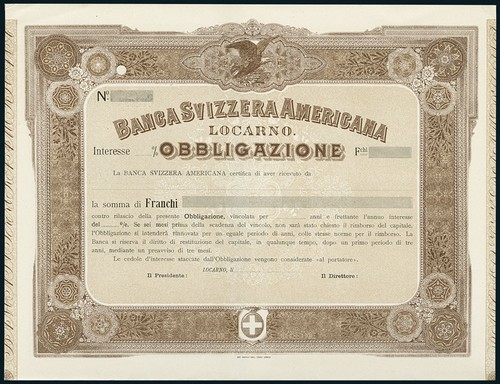 Nº
BANCA SVIZZERA AMERICANA
LOCARNO.
Interesse % OBBLIGAZIONE Fchi
La BANCA SVIZZERA AMERICANA certifica di aver ricevuto da
la somma di Franchi
contro rilascio della presente Obbligazione, vincolata per anni e fruttante l'annuo interesse
del %. Se sei mesi prima della scadenza del vincolo, non sarà stato chiesto il rimborso del capitale,
l'Obbligazione si intenderà rinnovata per un eguale periodo di anni, colle stesse norme per il rimborso. La
Banca si riserva il diritto di restituzione del capitale, in qualunque tempo, dopo un primo periodo di tre
anni, mediante un preavviso di tre mesi.
Le cedole d'interesse staccate dall'Obbligazione vengono considerate «al portatore».
LOCARNO, li
Il Presidente: Il Direttore: